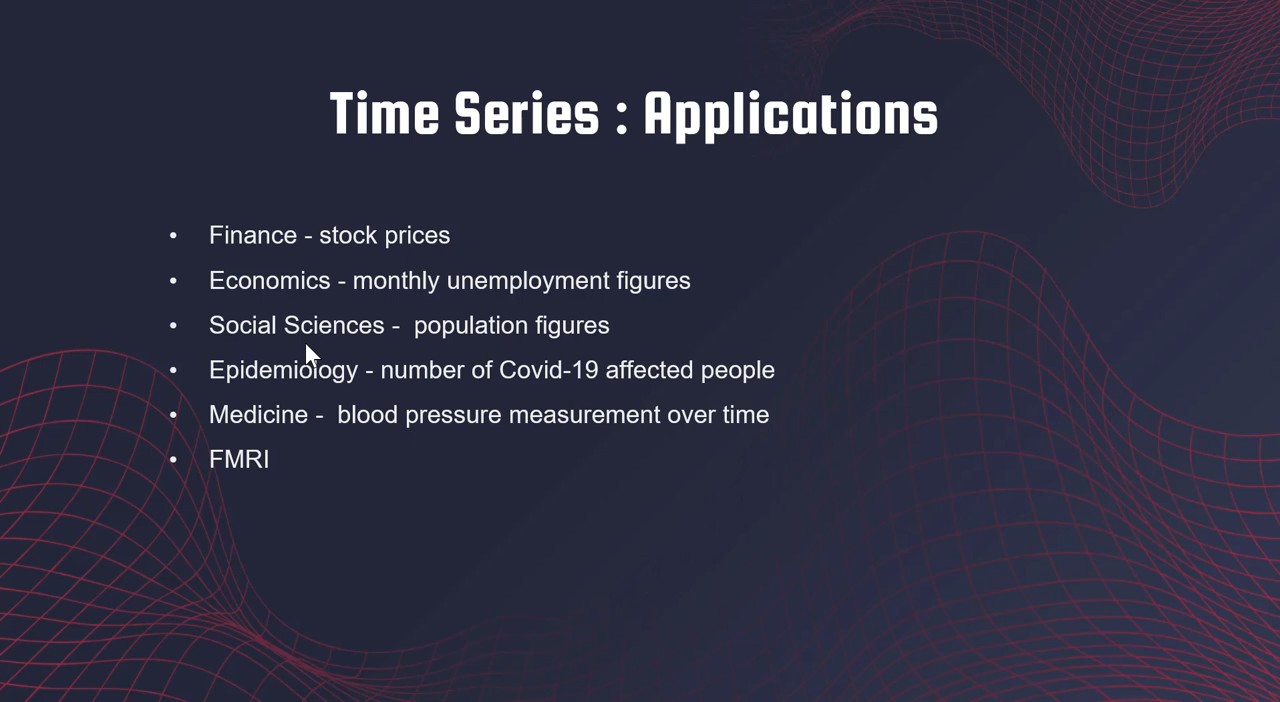 Time Series : Applications
• Finance - stock prices
• Economics - monthly unemployment figures
• Social Sciences -  population figures
• Epidemiology - number of Covid-19 affected people
• Medicine -  blood pressure measurement over time
• FMRI